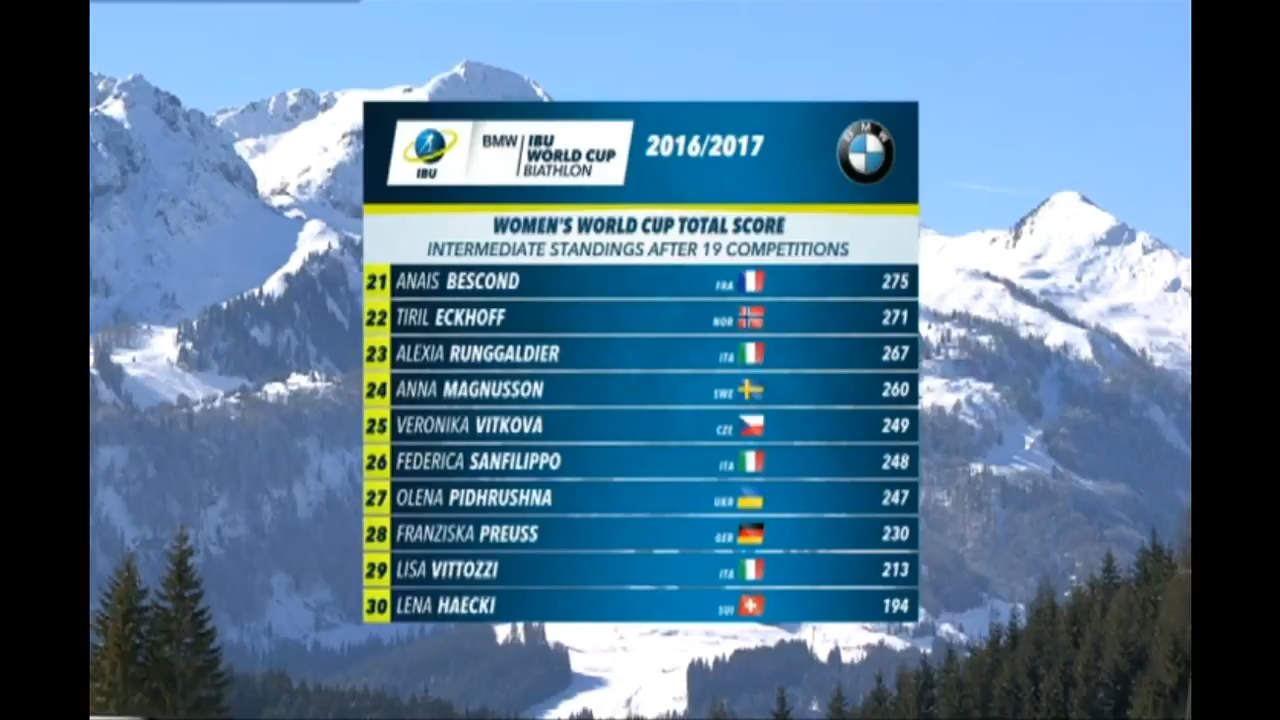 IBU
BMW IBU WORLD CUP BIATHLON
2016/2017
BMW
WOMEN'S WORLD CUP TOTAL SCORE
INTERMEDIATE STANDINGS AFTER 19 COMPETITIONS
21 ANAIS BESCOND FRA 275
22 TIRIL ECKHOFF NOR 271
23 ALEXIA RUNGGALDIER ITA 267
24 ANNA MAGNUSSON SWE 260
25 VERONIKA VITKOVA CZE 249
26 FEDERICA SANFILIPPO ITA 248
27 OLENA PIDHRUSHNA UKR 247
28 FRANZISKA PREUSS GER 230
29 LISA VITTOZZI ITA 213
30 LENA HAECKI SUI 194